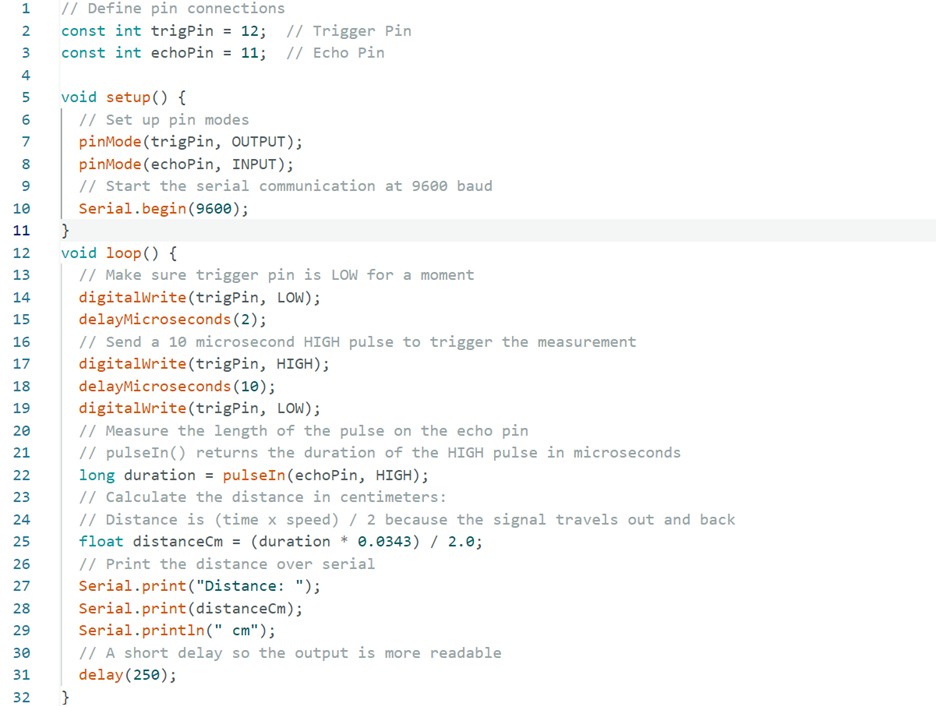 1 // Define pin connections
2 const int trigPin = 12;  // Trigger Pin
3 const int echoPin = 11;  // Echo Pin
4
5 void setup() {
6   // Set up pin modes
7   pinMode(trigPin, OUTPUT);
8   pinMode(echoPin, INPUT);
9   // Start the serial communication at 9600 baud
10   Serial.begin(9600);
11 }
12 void loop() {
13   // Make sure trigger pin is LOW for a moment
14   digitalWrite(trigPin, LOW);
15   delayMicroseconds(2);
16   // Send a 10 microsecond HIGH pulse to trigger the measurement
17   digitalWrite(trigPin, HIGH);
18   delayMicroseconds(10);
19   digitalWrite(trigPin, LOW);
20   // Measure the length of the pulse on the echo pin
21   // pulseIn() returns the duration of the HIGH pulse in microseconds
22   long duration = pulseIn(echoPin, HIGH);
23   // Calculate the distance in centimeters:
24   // Distance is (time x speed) / 2 because the signal travels out and back
25   float distanceCm = (duration * 0.0343) / 2.0;
26   // Print the distance over serial
27   Serial.print("Distance: ");
28   Serial.print(distanceCm);
29   Serial.println(" cm");
30   // A short delay so the output is more readable
31   delay(250);
32 }